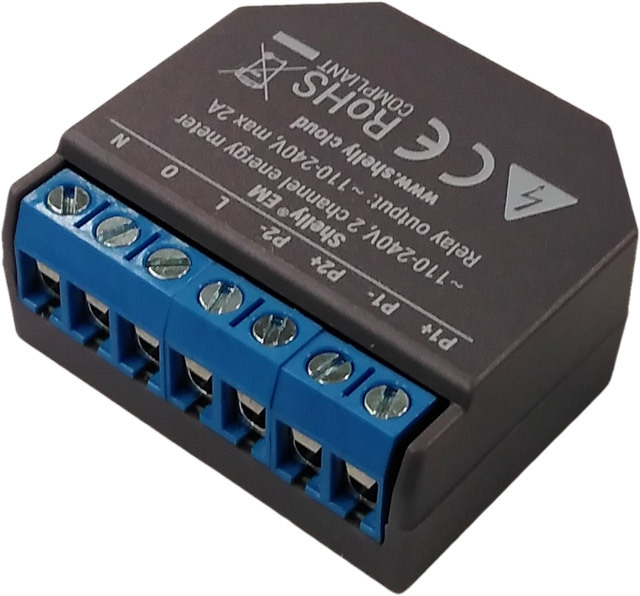 P1+ P1- P2+ P2- L O N
Shelly® EM
~110-240V, 2 channel energy meter
Relay output: ~110-240V, max 2A
www.shelly.cloud
CE RoHS
COMPLIANT